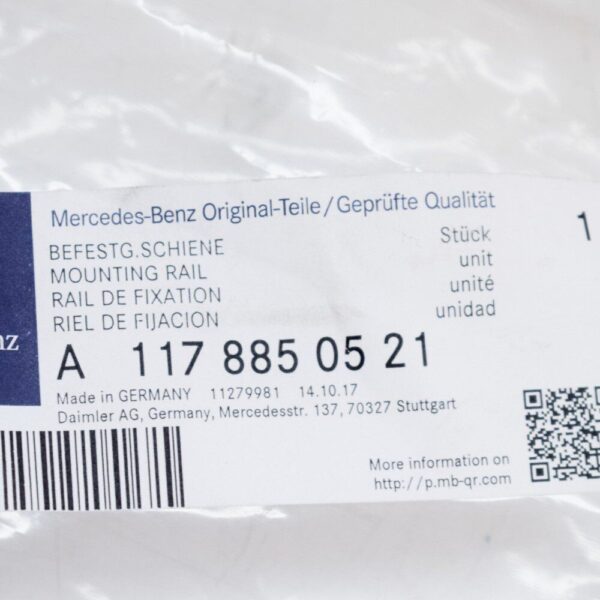 Mercedes-Benz Original-Teile/Geprüfte Qualität
BEFESTG.SCHIENE Stück 1
MOUNTING RAIL unit
RAIL DE FIXATION unité
RIEL DE FIJACION unidad
nz
A 117 885 05 21
Made in GERMANY 11279981 14.10.17
Daimler AG, Germany, Mercedesstr. 137, 70327 Stuttgart
More information on
http://p.mb-qr.com